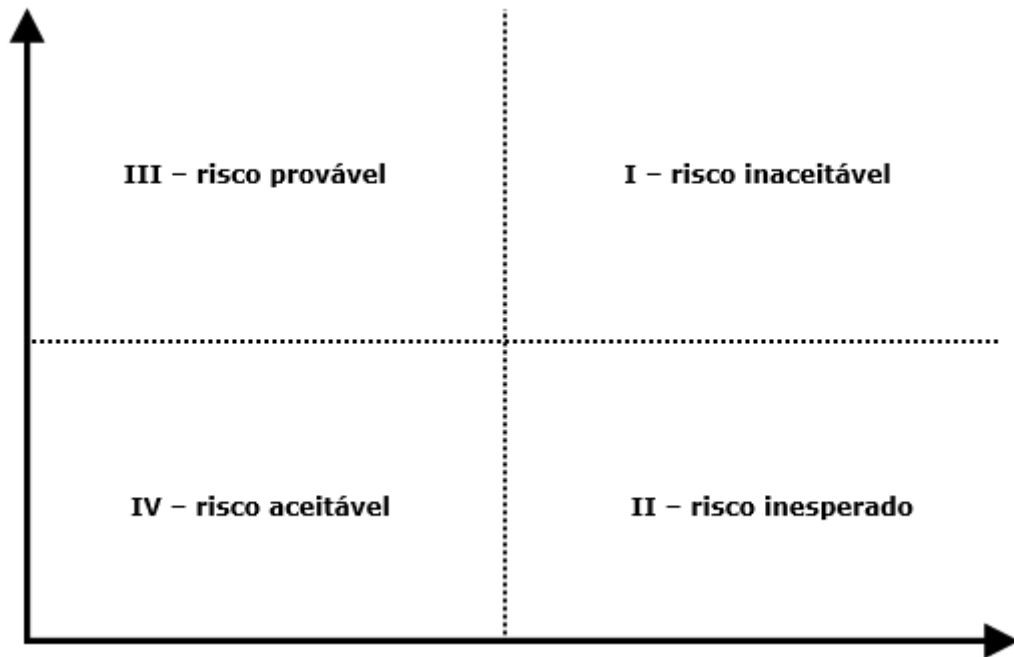 III – risco provável
I – risco inaceitável
IV – risco aceitável
II – risco inesperado